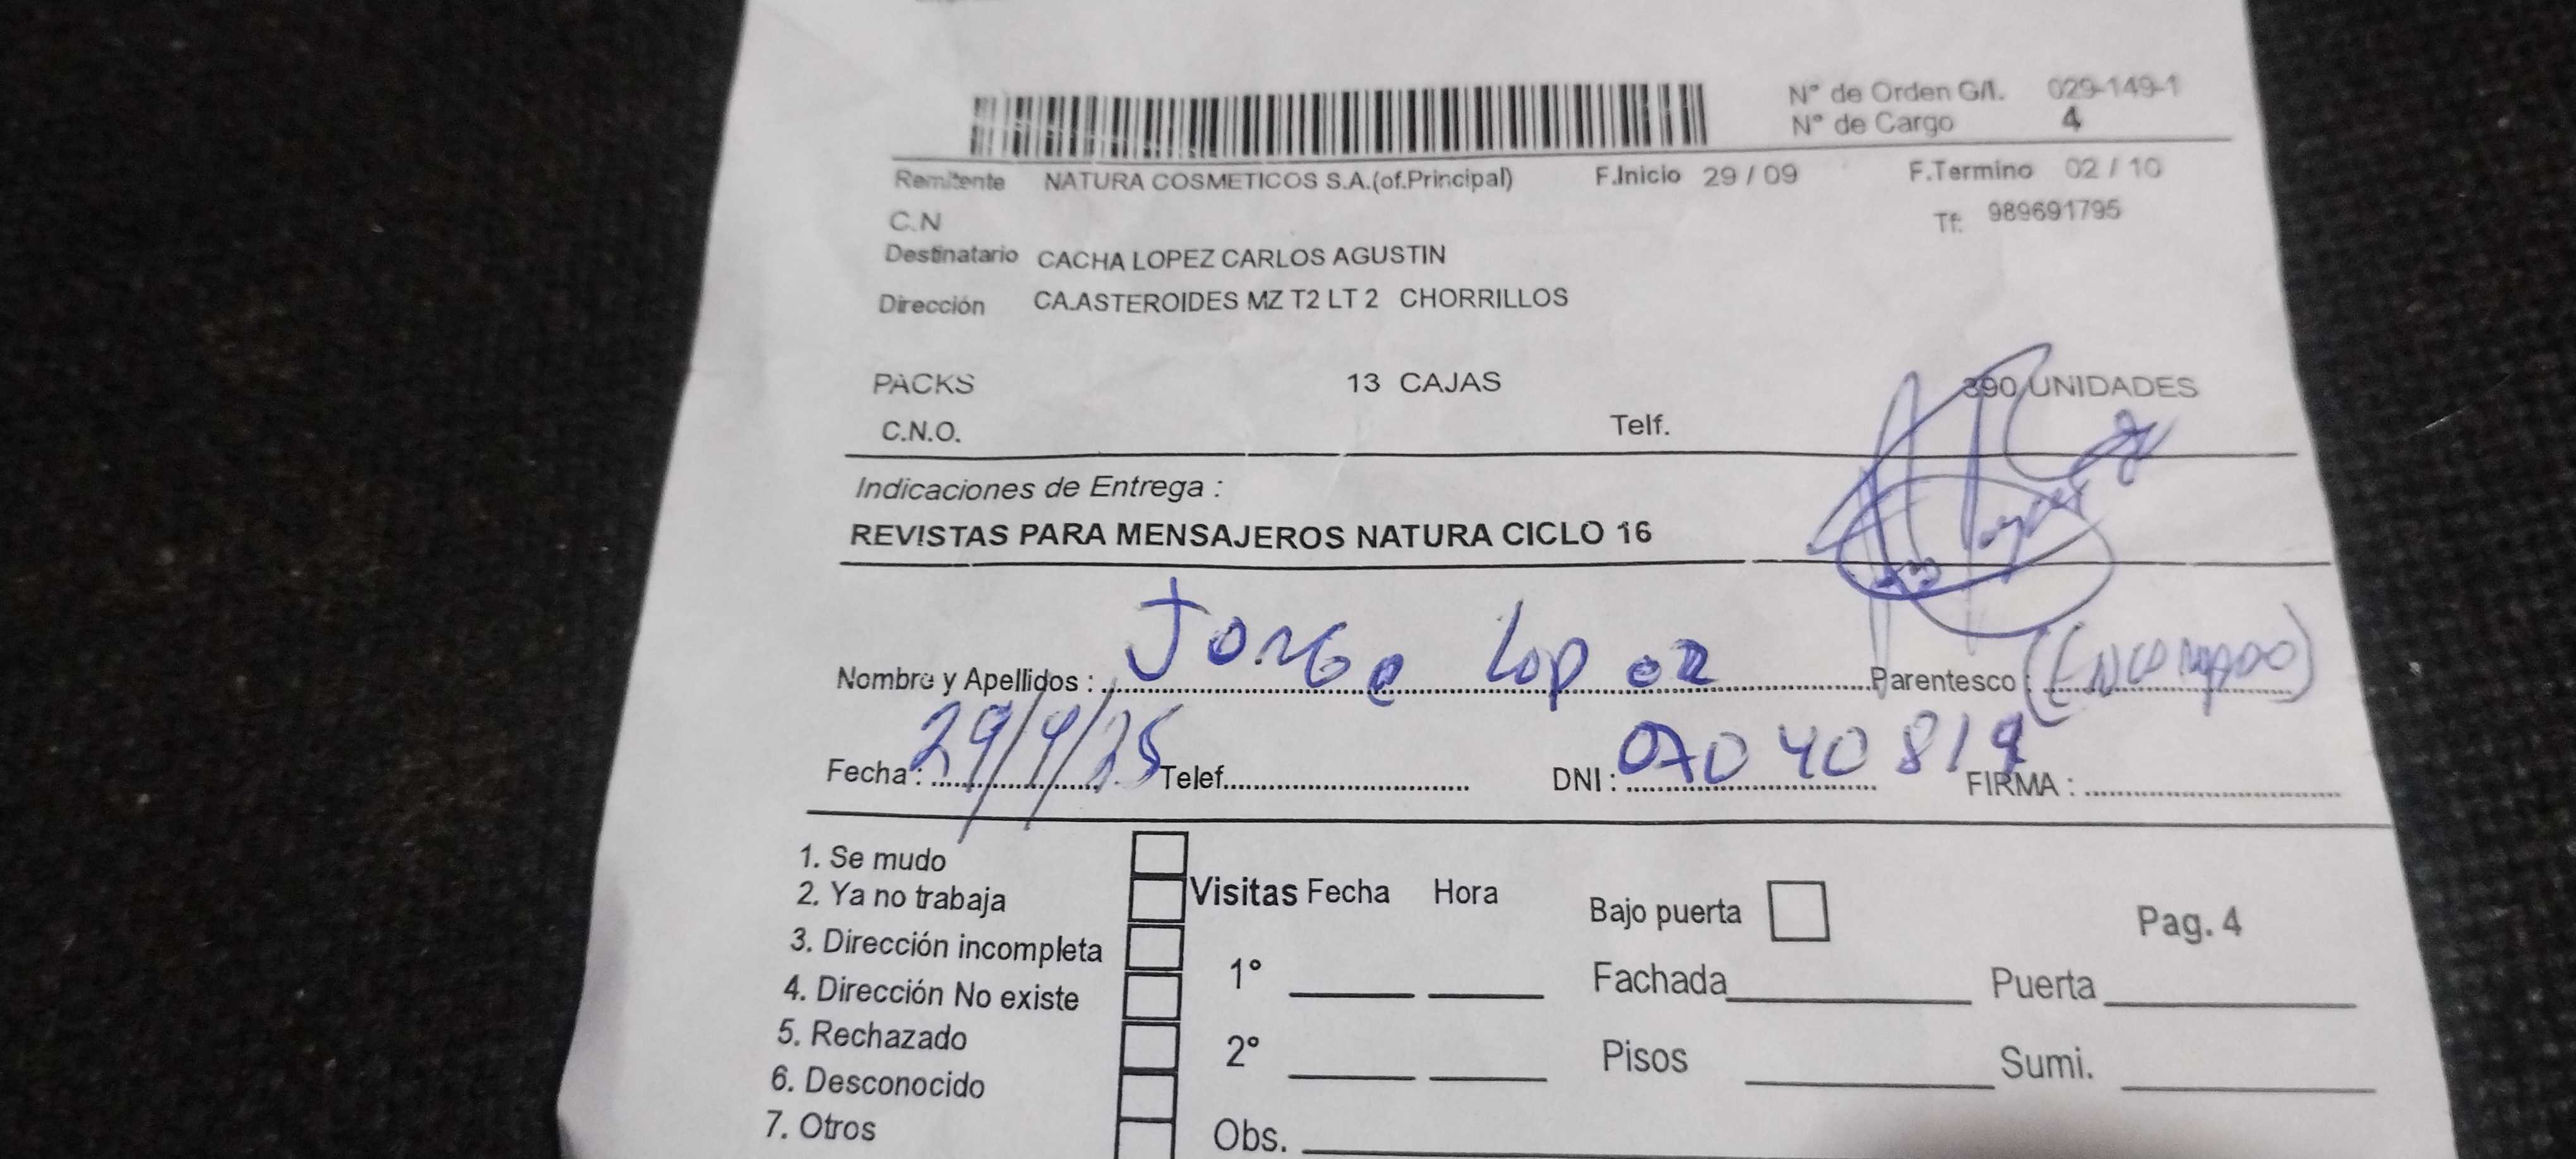 N° de Orden G/I. 029-149-1
N° de Cargo 4
Remitente NATURA COSMETICOS S.A.(of.Principal) F.Inicio 29 / 09 F.Termino 02 / 10
C.N Tf: 989691795
Destinatario CACHA LOPEZ CARLOS AGUSTIN
Dirección CA.ASTEROIDES MZ T2 LT 2 CHORRILLOS
PACKS 13 CAJAS 390 UNIDADES
C.N.O. Telf.
Indicaciones de Entrega :
REVISTAS PARA MENSAJEROS NATURA CICLO 16
Nombre y Apellidos : Jorge Lopez Parentesco :
Fecha : 29/9/25 Telef. DNI : 07040819 FIRMA :
1. Se mudo
2. Ya no trabaja
3. Dirección incompleta
4. Dirección No existe
5. Rechazado
6. Desconocido
7. Otros
Visitas Fecha Hora
1°
2°
Obs.
Bajo puerta Pag. 4
Fachada Puerta
Pisos Sumi.